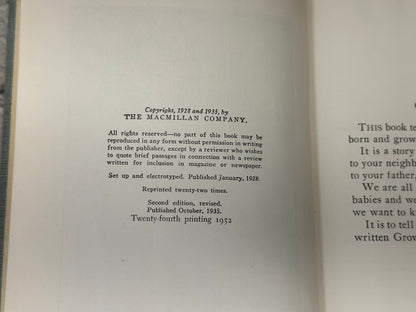 Copyright, 1928 and 1935, by
THE MACMILLAN COMPANY.
All rights reserved—no part of this book may be
reproduced in any form without permission in writing
from the publisher, except by a reviewer who wishes
to quote brief passages in connection with a review
written for inclusion in magazine or newspaper.
Set up and electrotyped. Published January, 1928.
Reprinted twenty-two times.
Second edition, revised.
Published October, 1935.
Twenty-fourth printing 1952
THIS book te
born and grow
It is a story
to your neighb
to your father,
We are all
babies and we
we want to k
It is to tell
written Grow